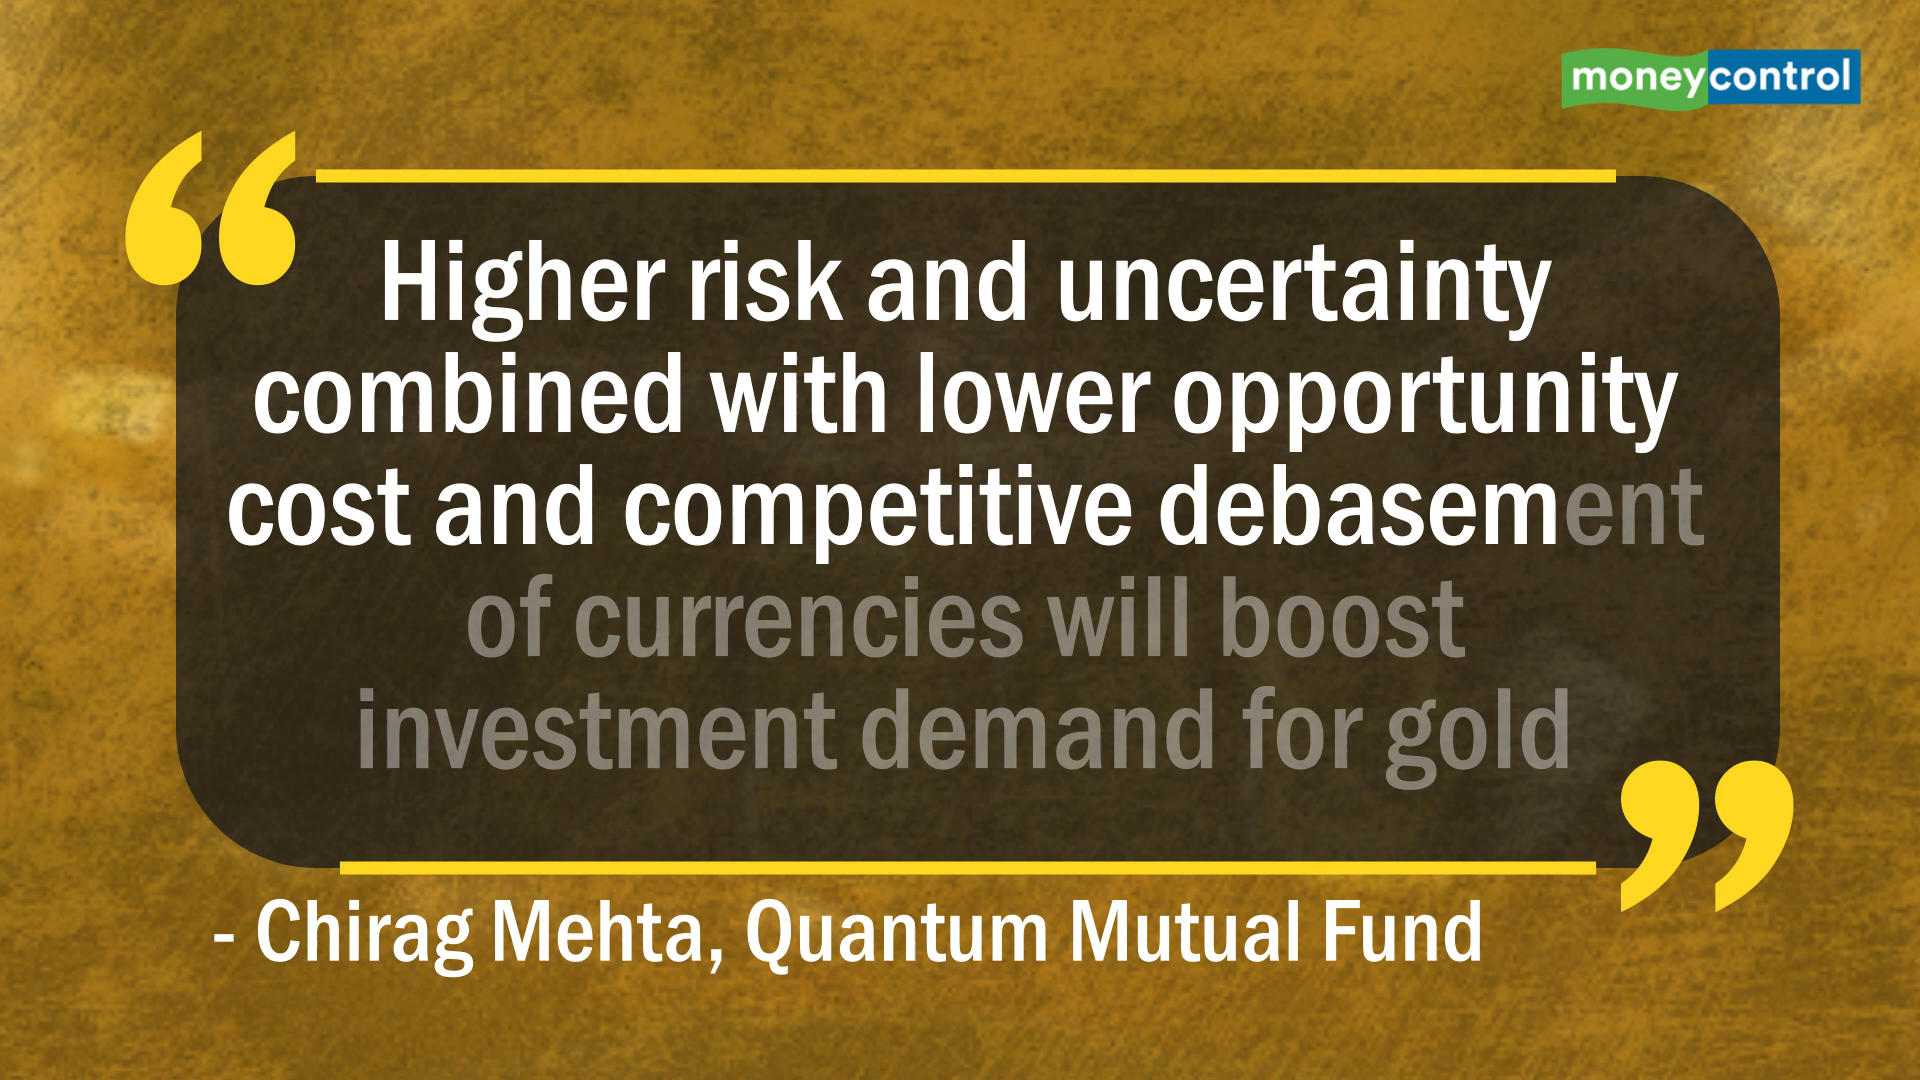 moneycontrol
“Higher risk and uncertainty
combined with lower opportunity
cost and competitive debasement
of currencies will boost
investment demand for gold”
- Chirag Mehta, Quantum Mutual Fund